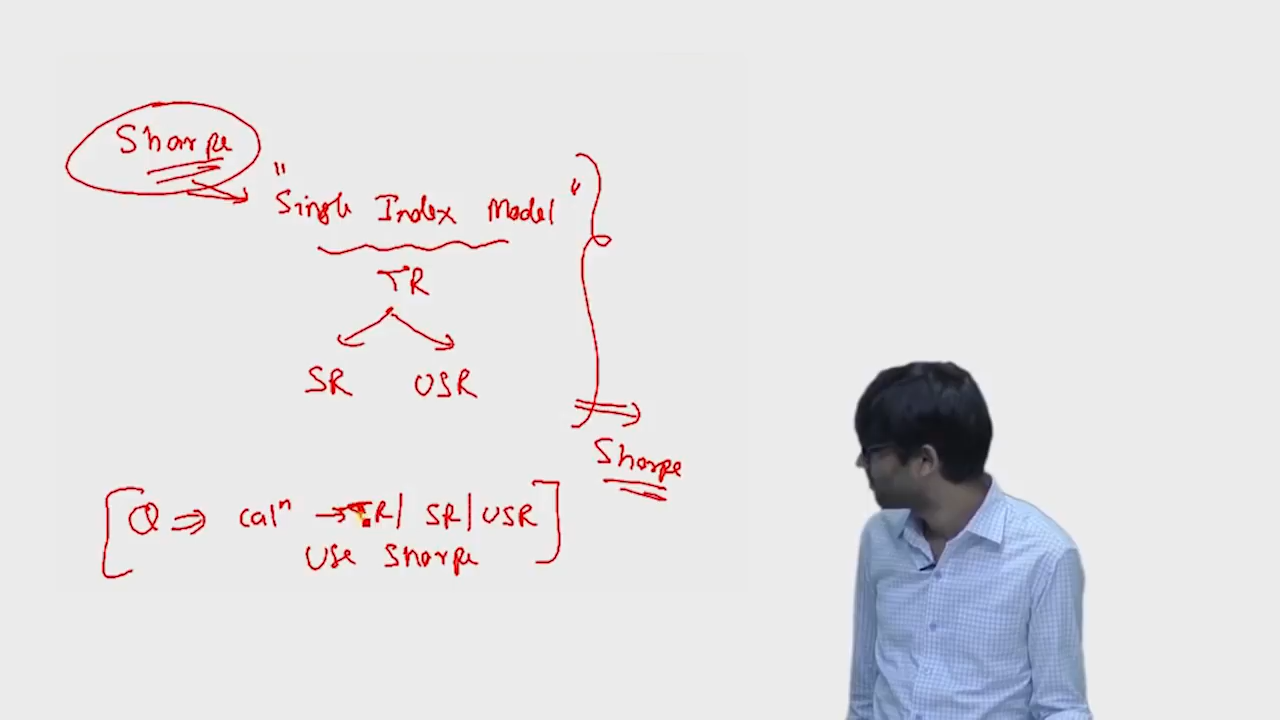 Sharpe
"Single Index Model"
TR
SR USR
Sharpe
[Q ⇒ calⁿ → TR/ SR/USR
Use Sharpe]